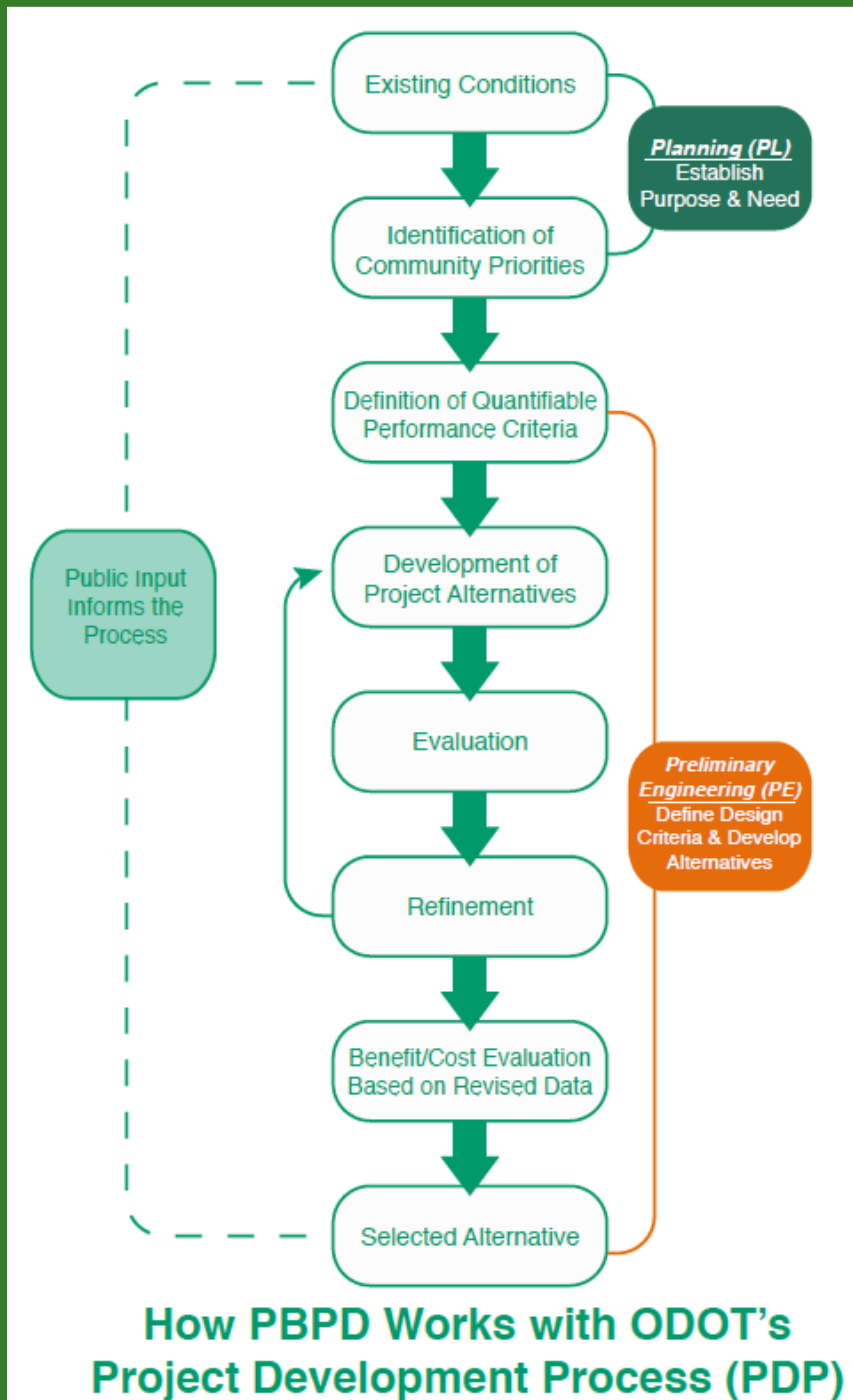 Existing Conditions
Planning (PL)
Establish
Purpose & Need
Identification of
Community Priorities
Definition of Quantifiable
Performance Criteria
Development of
Project Alternatives
Public Input
Informs the
Process
Evaluation
Preliminary
Engineering (PE)
Define Design
Criteria & Develop
Alternatives
Refinement
Benefit/Cost Evaluation
Based on Revised Data
Selected Alternative
How PBPD Works with ODOT's
Project Development Process (PDP)